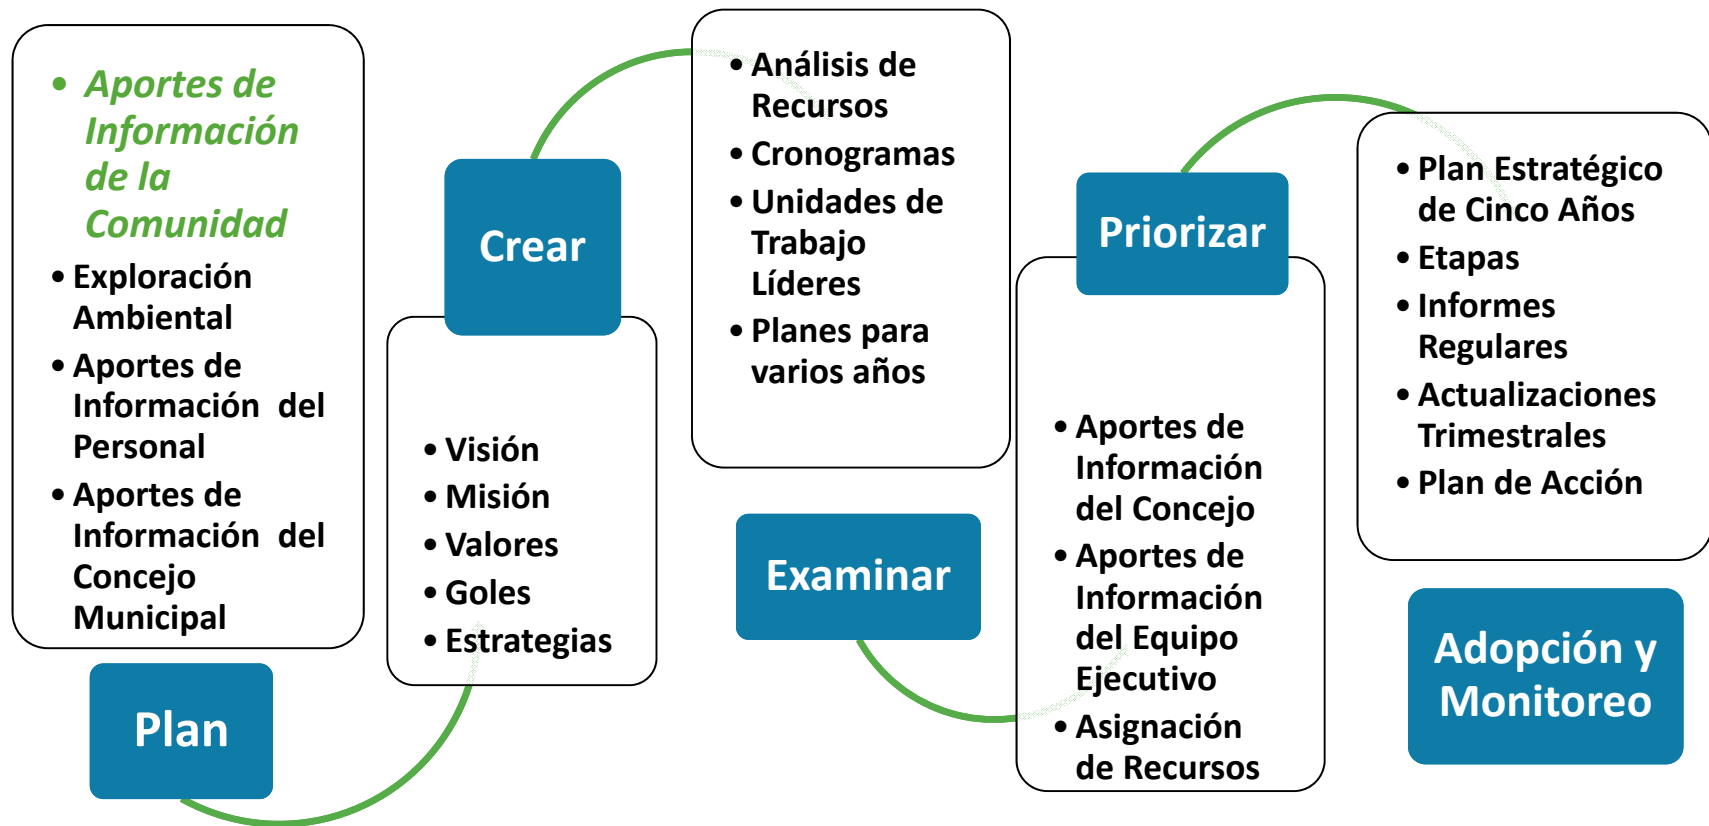 • Aportes de
Información
de la
Comunidad
• Exploración
Ambiental
• Aportes de
Información del
Personal
• Aportes de
Información del
Concejo
Municipal
Plan
Crear
• Visión
• Misión
• Valores
• Goles
• Estrategias
• Análisis de
Recursos
• Cronogramas
• Unidades de
Trabajo
Líderes
• Planes para
varios años
Examinar
Priorizar
• Aportes de
Información
del Concejo
• Aportes de
Información
del Equipo
Ejecutivo
• Asignación
de Recursos
• Plan Estratégico
de Cinco Años
• Etapas
• Informes
Regulares
• Actualizaciones
Trimestrales
• Plan de Acción
Adopción y
Monitoreo